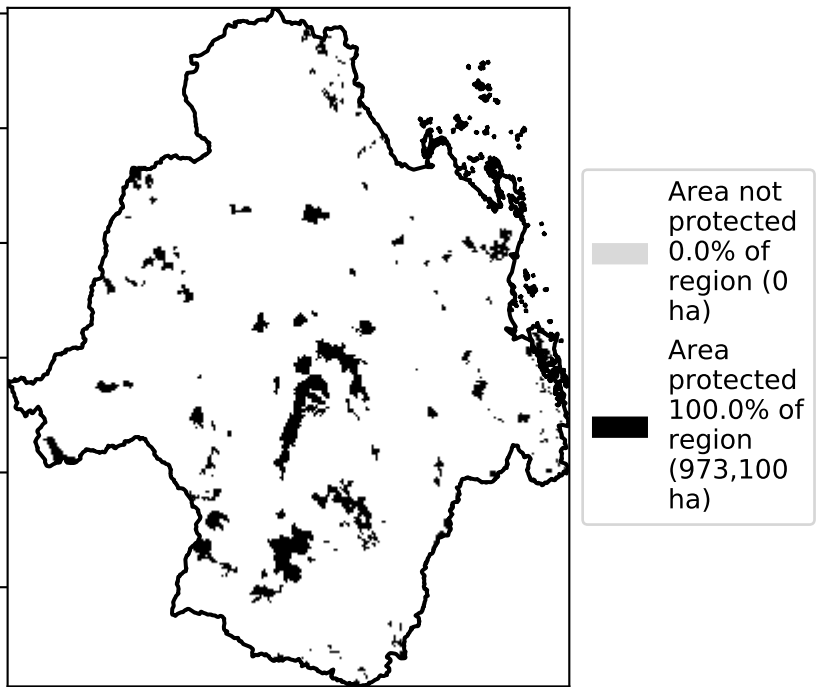 Area not
protected
0.0% of
region (0
ha)
Area
protected
100.0% of
region
(973,100
ha)